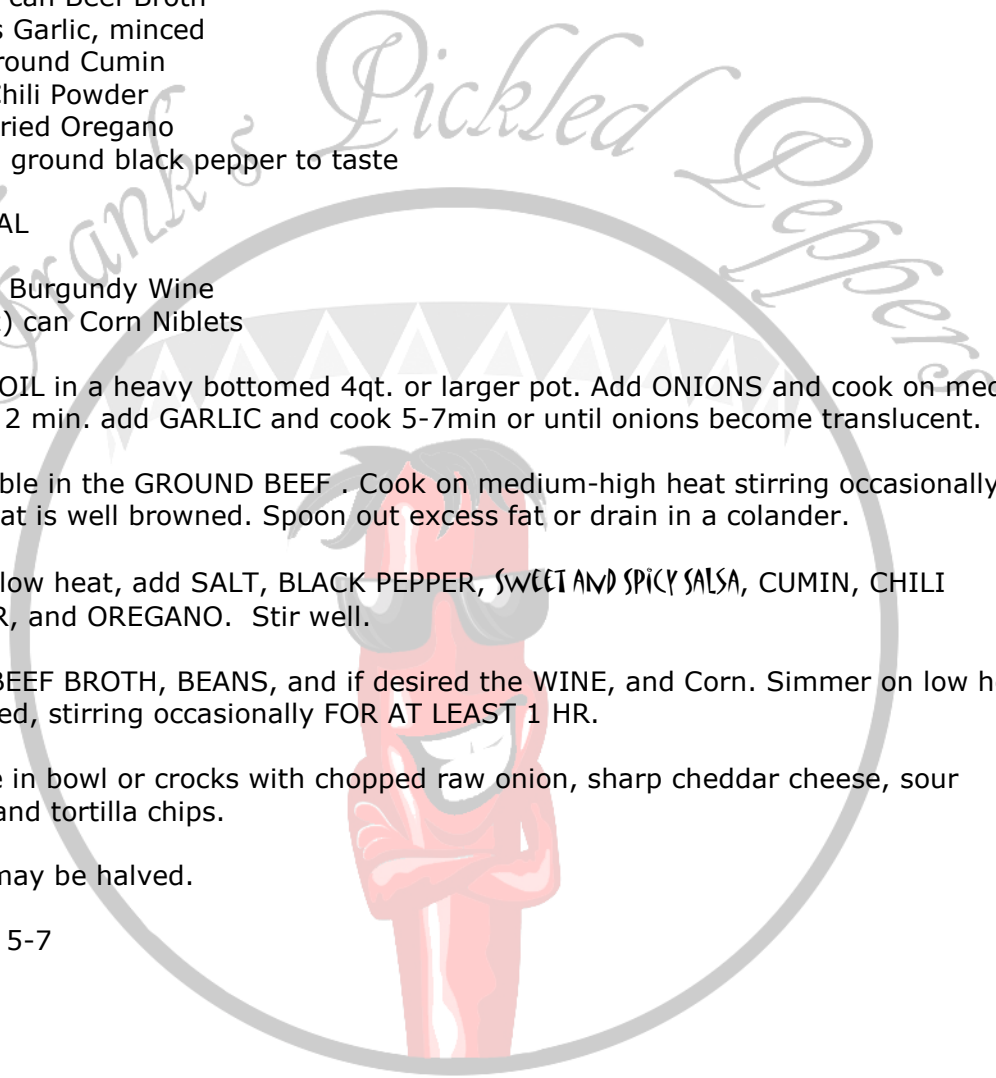 can Beef Broth
s Garlic, minced
round Cumin
Chili Powder
ried Oregano
ground black pepper to taste
AL
Burgundy Wine
) can Corn Niblets
OIL in a heavy bottomed 4qt. or larger pot. Add ONIONS and cook on med
2 min. add GARLIC and cook 5-7min or until onions become translucent.
ble in the GROUND BEEF . Cook on medium-high heat stirring occasionally
at is well browned. Spoon out excess fat or drain in a colander.
low heat, add SALT, BLACK PEPPER, SWEET AND SPICY SALSA, CUMIN, CHILI
R, and OREGANO.  Stir well.
BEEF BROTH, BEANS, and if desired the WINE, and Corn. Simmer on low he
ed, stirring occasionally FOR AT LEAST 1 HR.
e in bowl or crocks with chopped raw onion, sharp cheddar cheese, sour
and tortilla chips.
may be halved.
5-7
Frank's Pickled Peppers